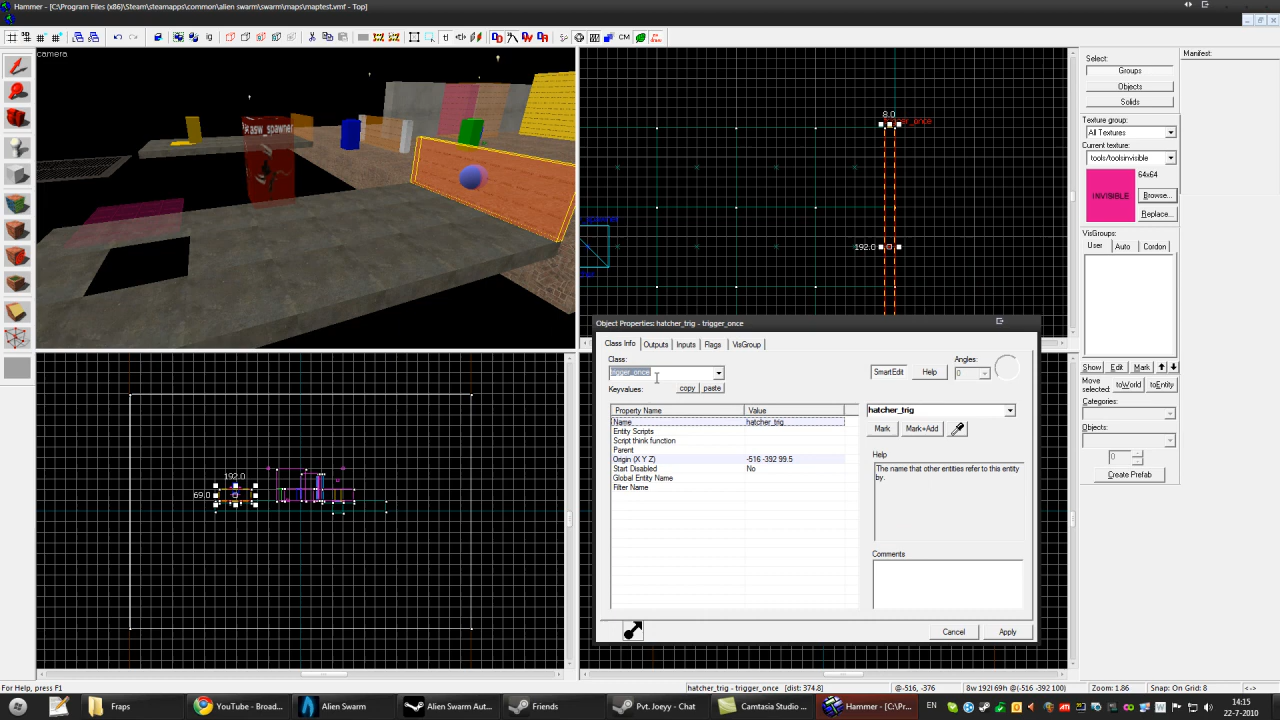 Hammer - [C:\Program Files (x86)\Steam\steamapps\common\alien swarm\swarm\maps\maptest.vmf - Top]
CM
camera
asw_spawner
8.0
192.0
192.0
69.0
Select:
Groups
Objects
Solids
Texture group:
All Textures
Current texture:
tools/toolsinvisible
64x64
INVISIBLE
Browse...
Replace...
VisGroups:
User
Auto
Cordon
Show
Edit
Mark
Move
selected:
toWorld
toEntity
Categories:
Objects:
0
Create Prefab
Manifest:
Object Properties: hatcher_trig - trigger_once
Class Info
Outputs
Inputs
Flags
VisGroup
Class:
trigger_once
SmartEdit
Help
Angles:
0
Keyvalues:
copy
paste
Property Name
Value
Name
hatcher_trig
Entity Scripts
Script think function
Parent
Origin (X Y Z)
-516 -392 99.5
Start Disabled
No
Global Entity Name
Filter Name
hatcher_trig
Mark
Mark+Add
Help
The name that other entities refer to this entity
by.
Comments
Cancel
Apply
For Help, press F1
hatcher_trig - trigger_once [dist: 374.8]
@-516, -376
8w 192l 69h @(-516 -392 100)
Zoom: 1.86
Snap: On Grid: 8
<->
Fraps
YouTube - Broad...
Alien Swarm
Alien Swarm Aut...
Friends
Pvt. Joeyy - Chat
Camtasia Studio ...
Hammer - [C:\Pr...
EN
14:15
22-7-2010